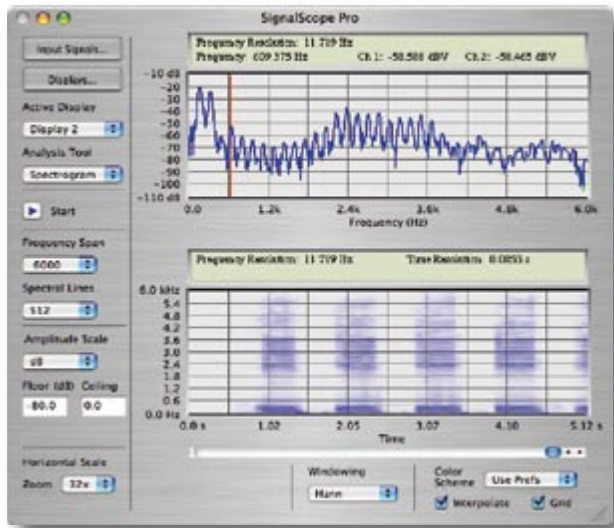 SignalScope Pro
Input Signals...
Displays...
Active Display
Display 2
Analysis Tool
Spectrogram
Start
Frequency Span
6000
Spectral Lines
512
Amplitude Scale
dB
Floor (dB) Ceiling
-80.0 0.0
Horizontal Scale
Zoom 32x
Frequency Resolution: 11.719 Hz
Frequency: 609.375 Hz Ch 1: -58.588 dBV Ch 2: -58.465 dBV
-10 dB
-20
-30
-40
-50
-60
-70
-80
-90
-100
-110 dB
0.0 1.2k 2.4k 3.6k 4.8k 6.0k
Frequency (Hz)
Frequency Resolution: 11.719 Hz Time Resolution: 0.0853 s
6.0 kHz
5.4
4.8
4.2
3.6
3.0
2.4
1.8
1.2
0.6
0.0 Hz
0.0 s 1.02 2.05 3.07 4.10 5.12
Time
Windowing
Hann
Color Scheme Use Prefs
Interpolate Grid